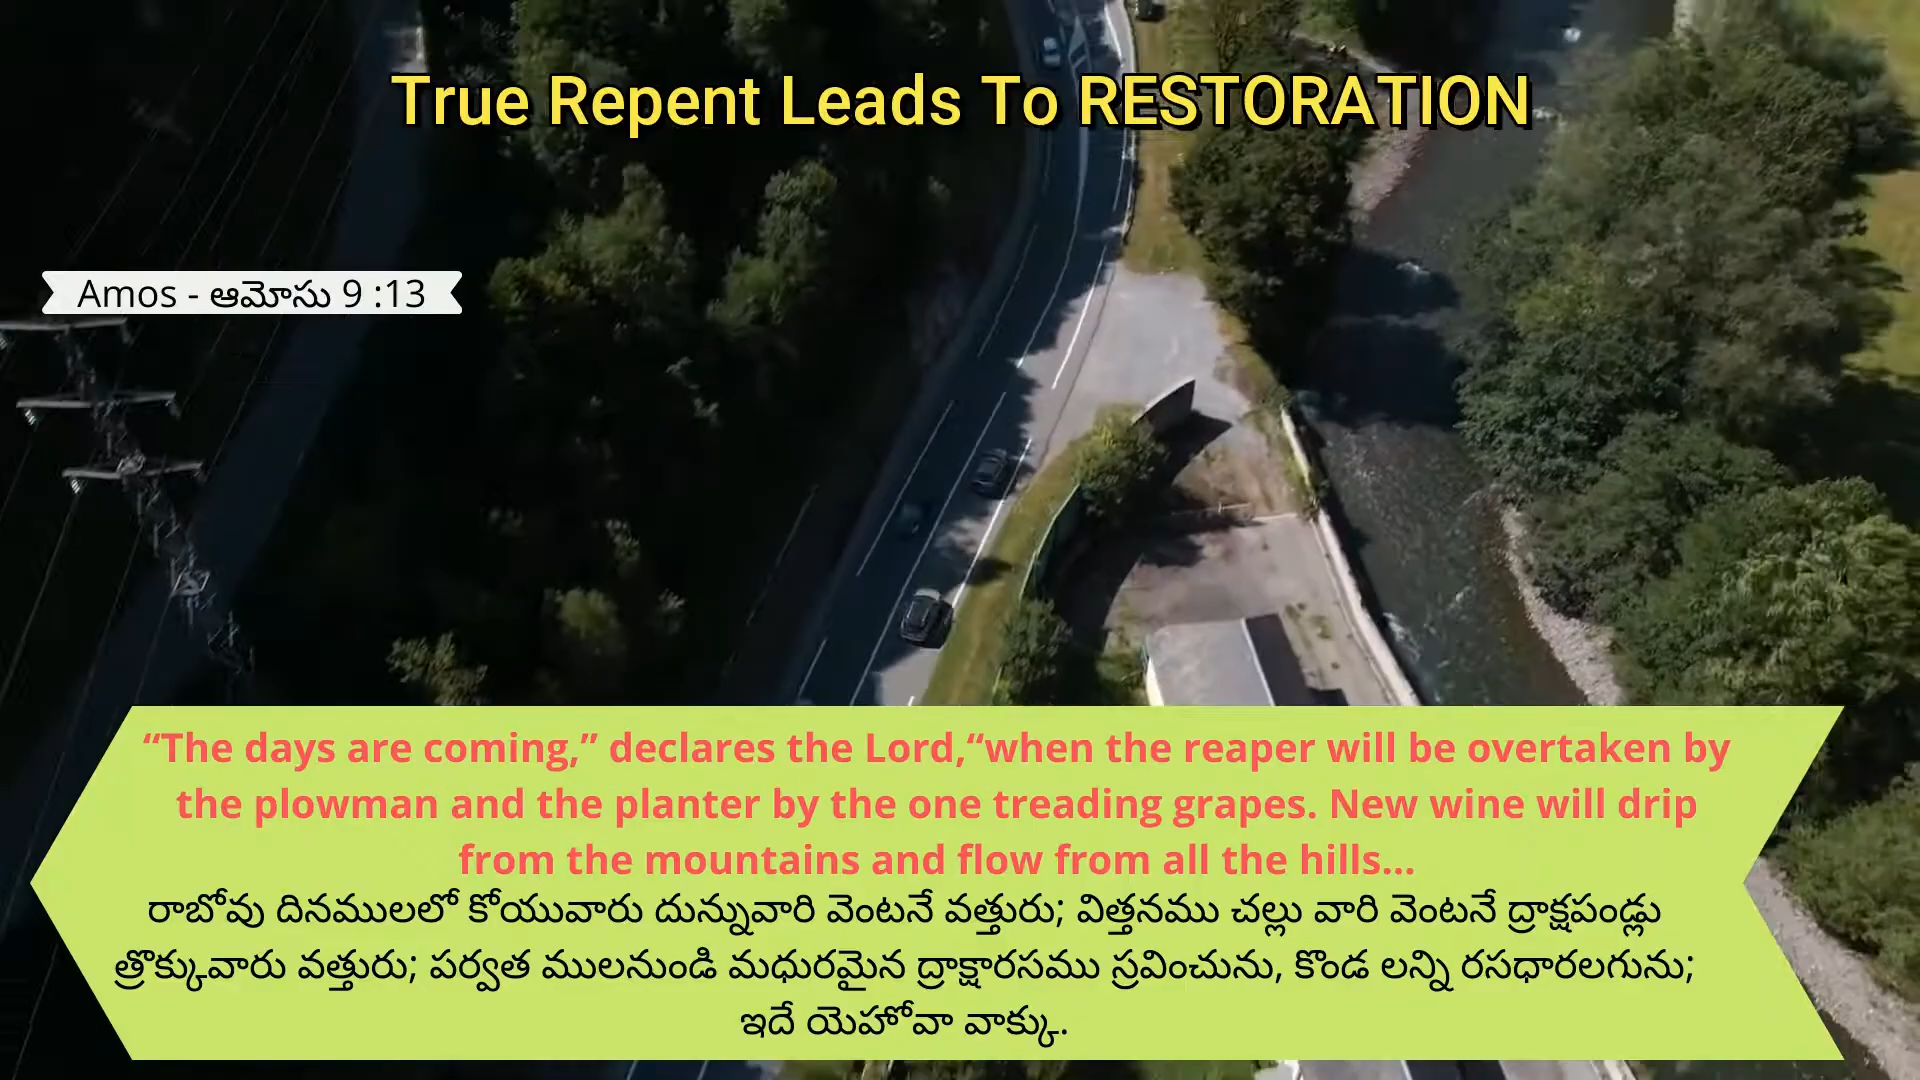 True Repent Leads To RESTORATION
Amos - ఆమోసు 9 :13
“The days are coming,” declares the Lord,“when the reaper will be overtaken by
the plowman and the planter by the one treading grapes. New wine will drip
from the mountains and flow from all the hills...
రాబోవు దినములలో కోయువారు దున్నువారి వెంటనే వత్తురు; విత్తనము చల్లు వారి వెంటనే ద్రాక్షపండ్లు
త్రొక్కువారు వత్తురు; పర్వత ములనుండి మధురమైన ద్రాక్షారసము స్రవించును, కొండ లన్ని రసధారలగును;
ఇదే యెహోవా వాక్కు.